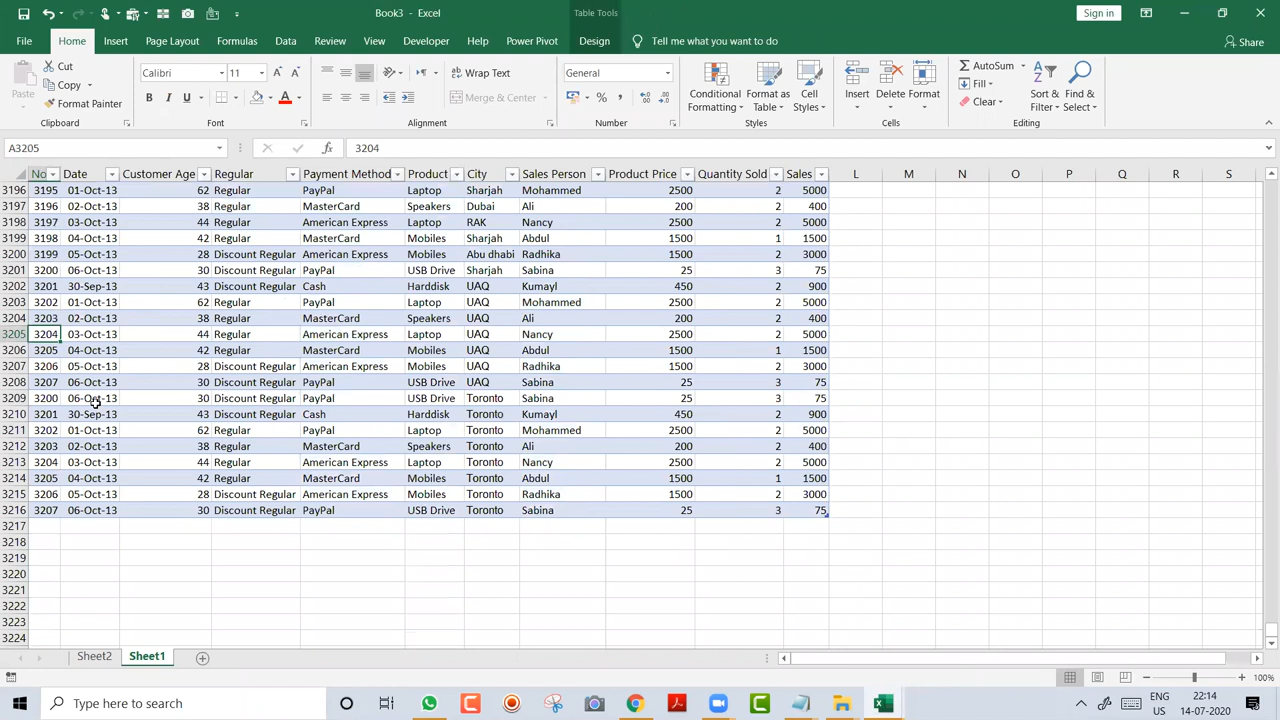 Book3 - Excel
Table Tools
Sign in
File Home Insert Page Layout Formulas Data Review View Developer Help Power Pivot Design Tell me what you want to do Share
Paste Cut Copy Format Painter
Clipboard
Calibri 11
B I U A
Font
Wrap Text
Merge & Center
Alignment
General
%
Number
Conditional Formatting Format as Table Cell Styles
Styles
Insert Delete Format
Cells
AutoSum Fill Clear Sort & Filter Find & Select
Editing
A3205 fx 3204
No Date Customer Age Regular Payment Method Product City Sales Person Product Price Quantity Sold Sales L M N O P Q R S
3196 3195 01-Oct-13 62 Regular PayPal Laptop Sharjah Mohammed 2500 2 5000
3197 3196 02-Oct-13 38 Regular MasterCard Speakers Dubai Ali 200 2 400
3198 3197 03-Oct-13 44 Regular American Express Laptop RAK Nancy 2500 2 5000
3199 3198 04-Oct-13 42 Regular MasterCard Mobiles Sharjah Abdul 1500 1 1500
3200 3199 05-Oct-13 28 Discount Regular American Express Mobiles Abu dhabi Radhika 1500 2 3000
3201 3200 06-Oct-13 30 Discount Regular PayPal USB Drive Sharjah Sabina 25 3 75
3202 3201 30-Sep-13 43 Discount Regular Cash Harddisk UAQ Kumayl 450 2 900
3203 3202 01-Oct-13 62 Regular PayPal Laptop UAQ Mohammed 2500 2 5000
3204 3203 02-Oct-13 38 Regular MasterCard Speakers UAQ Ali 200 2 400
3205 3204 03-Oct-13 44 Regular American Express Laptop UAQ Nancy 2500 2 5000
3206 3205 04-Oct-13 42 Regular MasterCard Mobiles UAQ Abdul 1500 1 1500
3207 3206 05-Oct-13 28 Discount Regular American Express Mobiles UAQ Radhika 1500 2 3000
3208 3207 06-Oct-13 30 Discount Regular PayPal USB Drive UAQ Sabina 25 3 75
3209 3200 06-Oct-13 30 Discount Regular PayPal USB Drive Toronto Sabina 25 3 75
3210 3201 30-Sep-13 43 Discount Regular Cash Harddisk Toronto Kumayl 450 2 900
3211 3202 01-Oct-13 62 Regular PayPal Laptop Toronto Mohammed 2500 2 5000
3212 3203 02-Oct-13 38 Regular MasterCard Speakers Toronto Ali 200 2 400
3213 3204 03-Oct-13 44 Regular American Express Laptop Toronto Nancy 2500 2 5000
3214 3205 04-Oct-13 42 Regular MasterCard Mobiles Toronto Abdul 1500 1 1500
3215 3206 05-Oct-13 28 Discount Regular American Express Mobiles Toronto Radhika 1500 2 3000
3216 3207 06-Oct-13 30 Discount Regular PayPal USB Drive Toronto Sabina 25 3 75
3217
3218
3219
3220
3221
3222
3223
3224
Sheet2 Sheet1
100%
Type here to search
ENG
US
22:14
14-07-2020